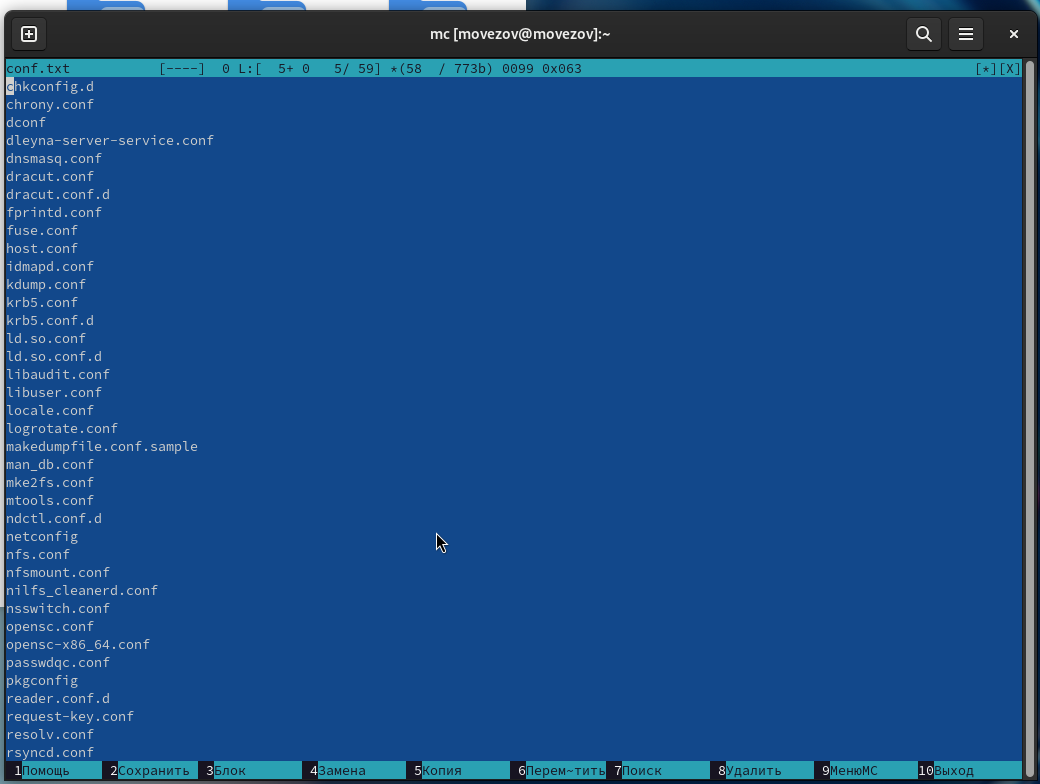 mc [movezov@movezov]:~
conf.txt [----] 0 L:[ 5+ 0 5/ 59] *(58 / 773b) 0099 0x063 [*][X]
chkconfig.d
chrony.conf
dconf
dleyna-server-service.conf
dnsmasq.conf
dracut.conf
dracut.conf.d
fprintd.conf
fuse.conf
host.conf
idmapd.conf
kdump.conf
krb5.conf
krb5.conf.d
ld.so.conf
ld.so.conf.d
libaudit.conf
libuser.conf
locale.conf
logrotate.conf
makedumpfile.conf.sample
man_db.conf
mke2fs.conf
mtools.conf
ndctl.conf.d
netconfig
nfs.conf
nfsmount.conf
nilfs_cleanerd.conf
nsswitch.conf
opensc.conf
opensc-x86_64.conf
passwdqc.conf
pkgconfig
reader.conf.d
request-key.conf
resolv.conf
rsyncd.conf
1Помощь 2Сохранить 3Блок 4Замена 5Копия 6Перем~тить 7Поиск 8Удалить 9МенюMC 10Выход